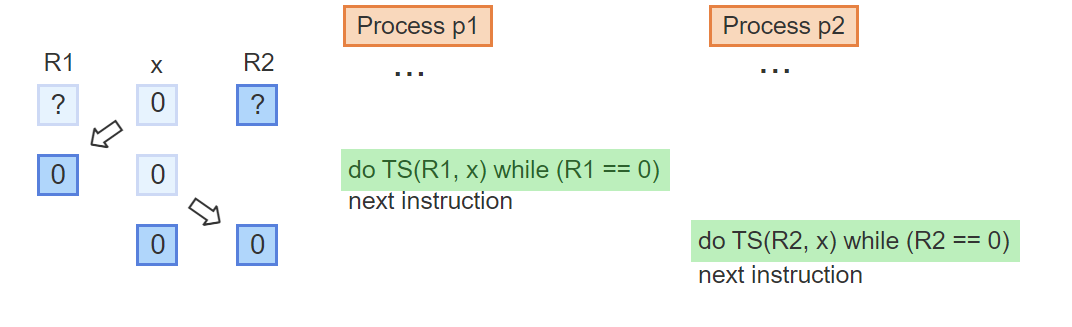 Process p1
Process p2
...
...
R1
x
R2
?
0
?
0
0
do TS(R1, x) while (R1 == 0)
next instruction
0
0
do TS(R2, x) while (R2 == 0)
next instruction